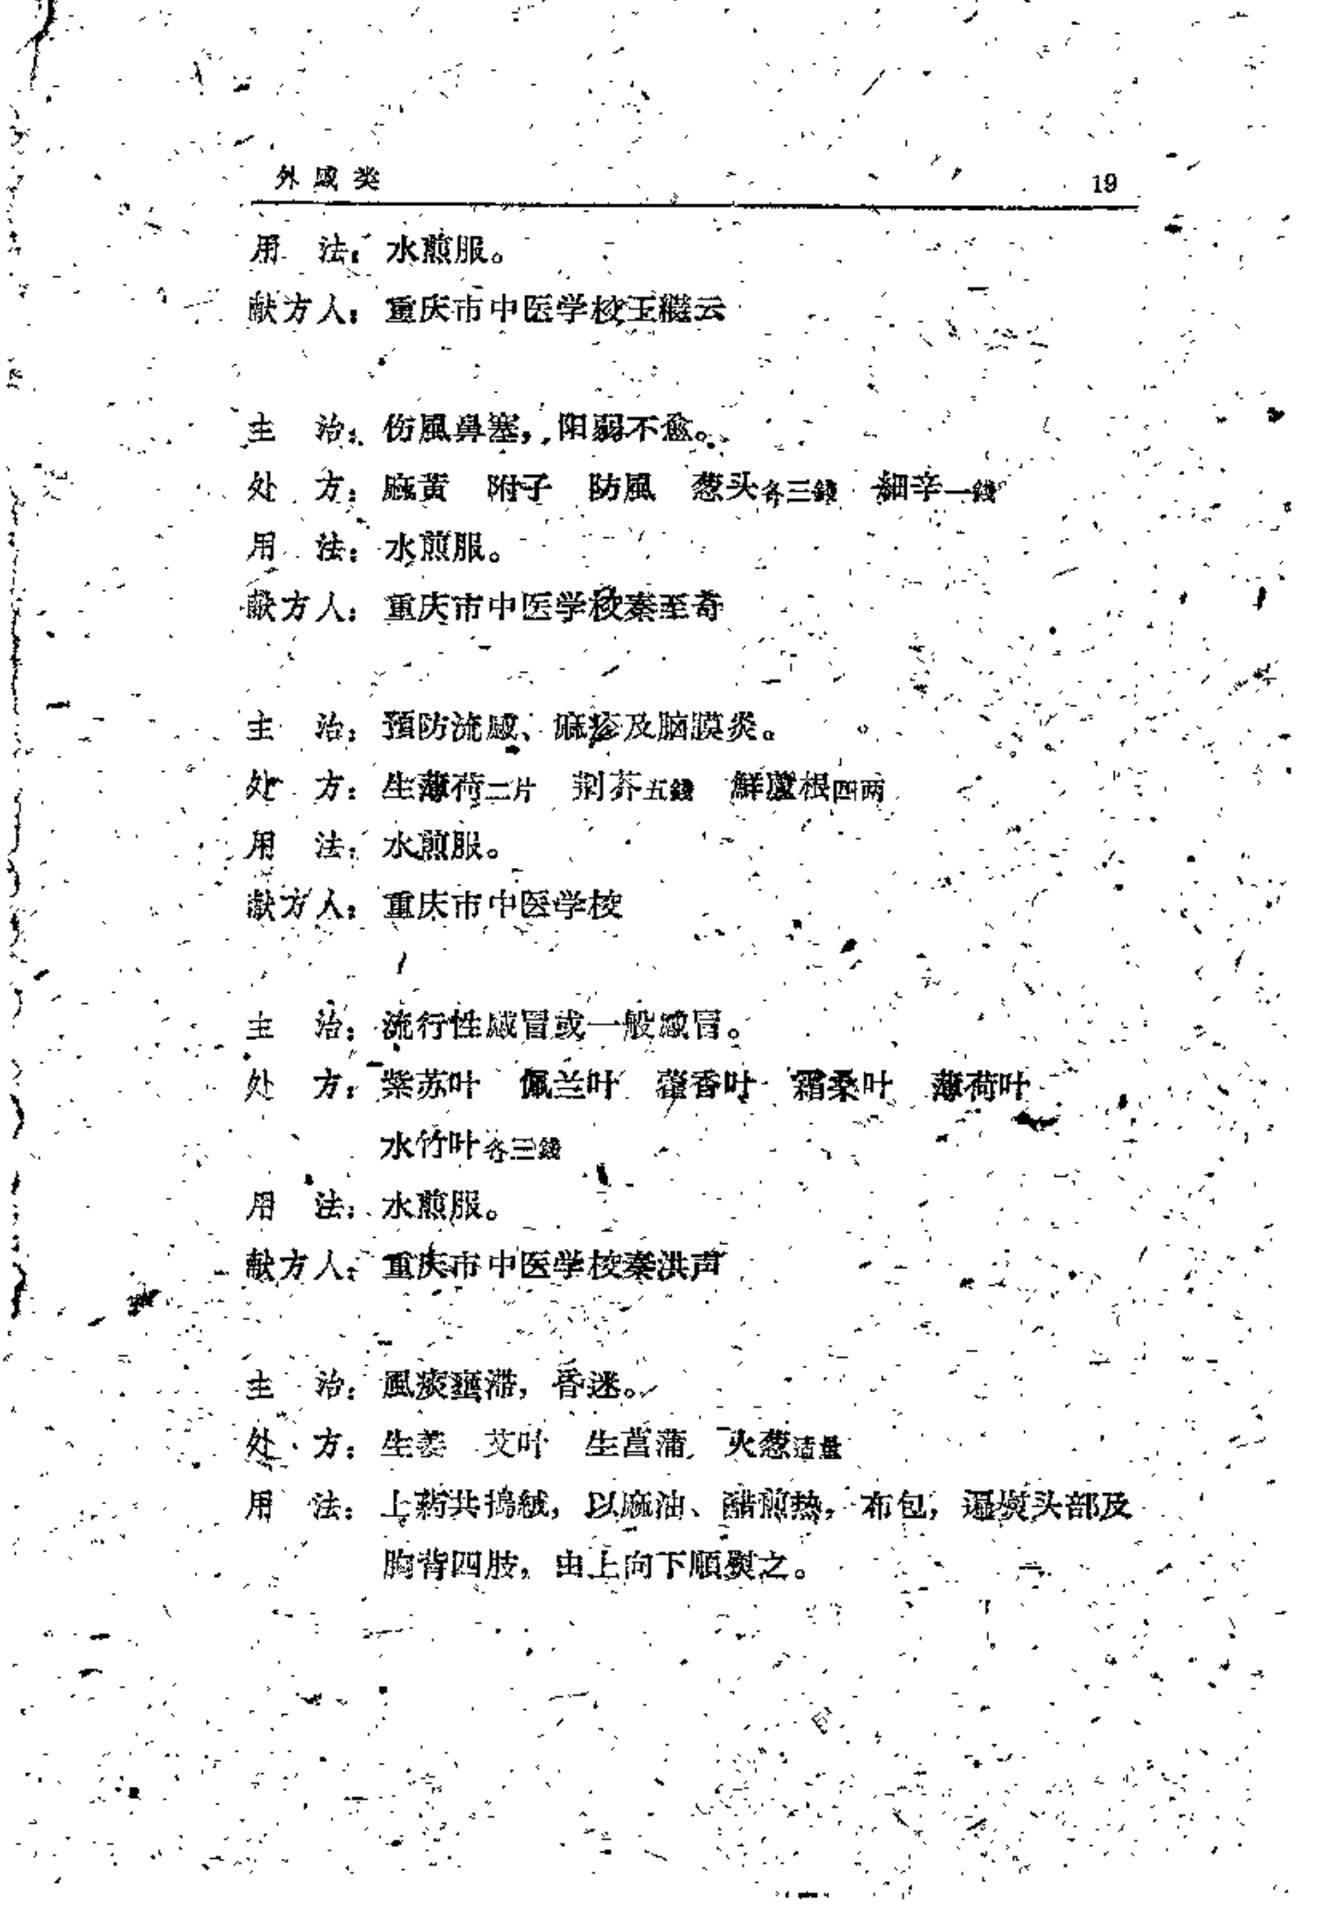 外感类 19
用 法：水煎服。
献方人：重庆市中医学校王继云
主 治：伤風鼻塞，阳弱不愈。
处 方：麻黄 附子 防風 葱头各三錢 細辛一錢
用 法：水煎服。
献方人：重庆市中医学校秦至奇
主 治：預防流感、麻疹及脑膜炎。
处 方：生薄荷二片 荆芥五錢 鮮蘆根四两
用 法：水煎服。
献方人：重庆市中医学校
主 治：流行性感冒或一般感冒。
处 方：紫苏叶 佩兰叶 藿香叶 霜桑叶 薄荷叶
水竹叶各三錢
用 法：水煎服。
献方人：重庆市中医学校秦洪声
主 治：風痰壅滞，昏迷。
处 方：生姜 艾叶 生菖蒲 火葱适量
用 法：上葯共搗絨，以麻油、醋煎热，布包，遍熨头部及
胸背四肢，由上向下順熨之。